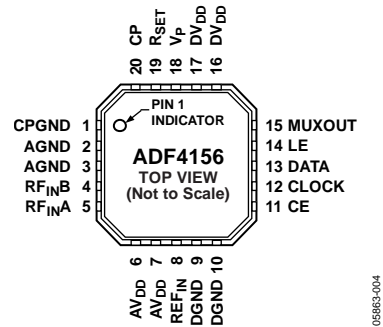 20 CP
19 RSET
18 VP
17 DVDD
16 DVDD
PIN 1
INDICATOR
CPGND 1
AGND 2
AGND 3
RFINB 4
RFINA 5
ADF4156
TOP VIEW
(Not to Scale)
15 MUXOUT
14 LE
13 DATA
12 CLOCK
11 CE
AVDD 6
AVDD 7
REFIN 8
DGND 9
DGND 10
05863-004